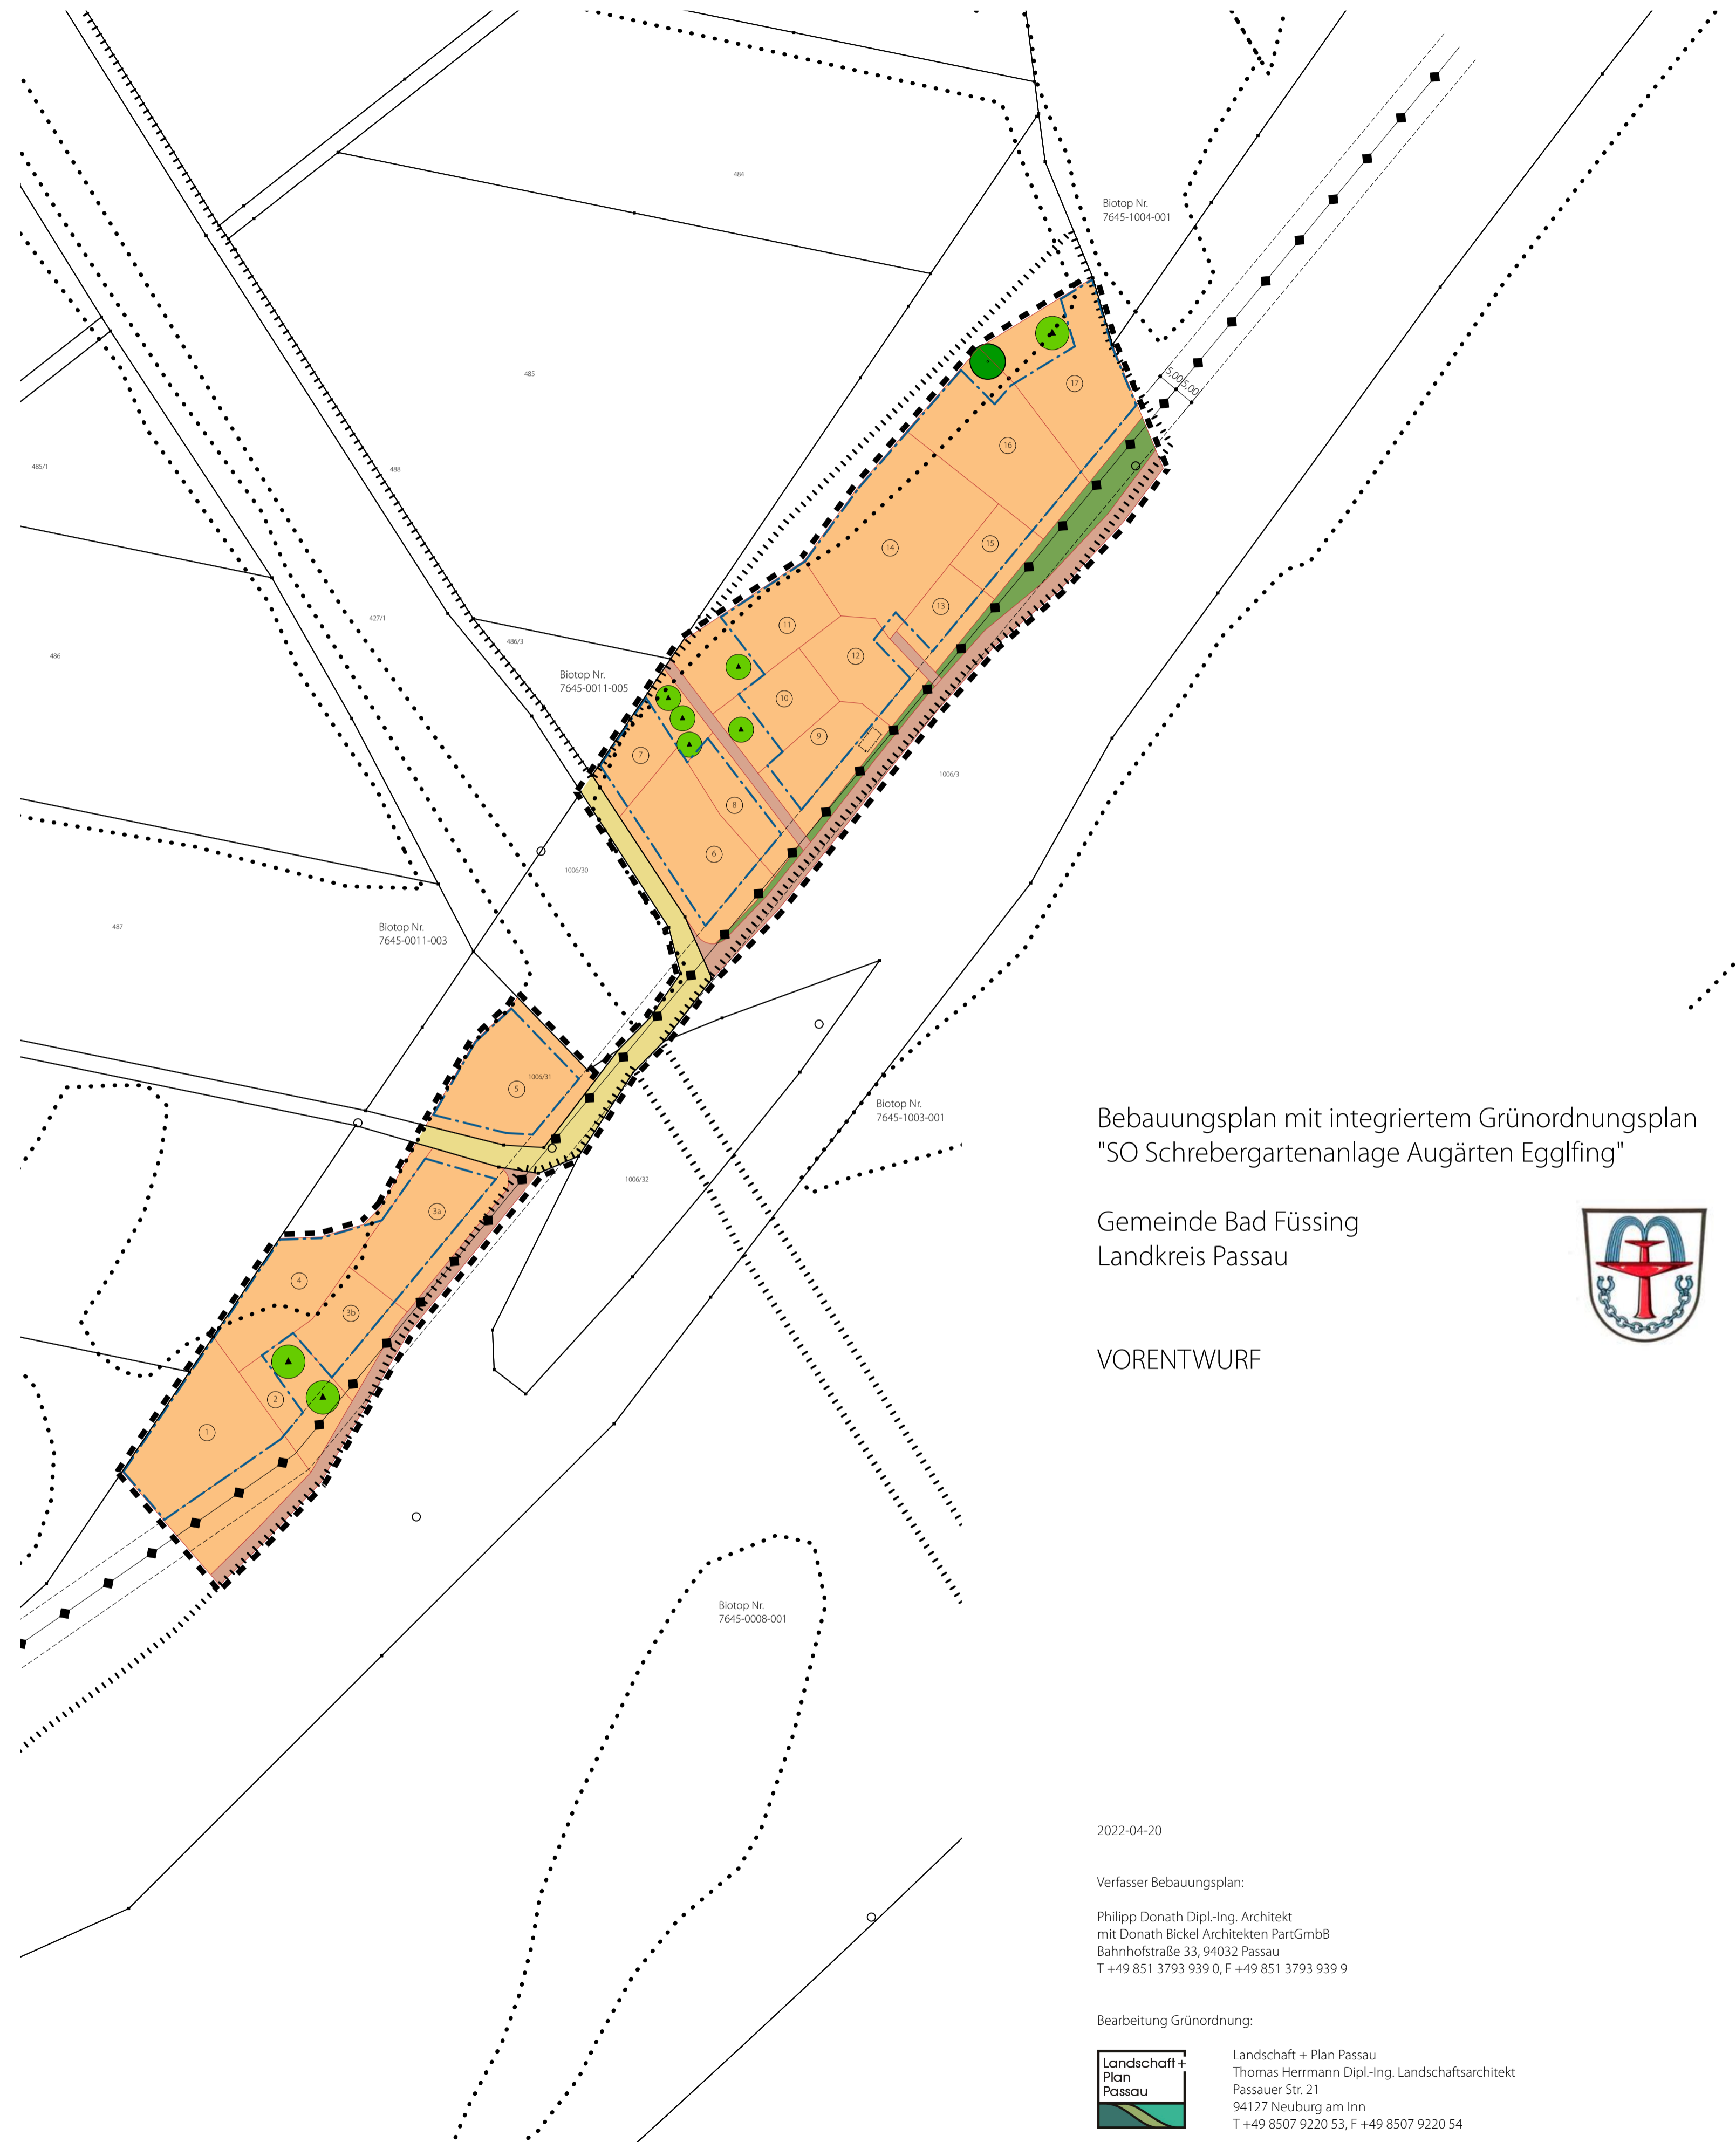 484
Biotop Nr.
7645-1004-001
485
17
5,00
5,00
16
485/1
488
14
15
13
427/1
11
486/3
486
12
Biotop Nr.
7645-0011-005
10
9
7
1006/3
8
6
1006/30
487
Biotop Nr.
7645-0011-003
1006/31
5
Biotop Nr.
7645-1003-001
1006/32
3a
4
3b
2
1
Biotop Nr.
7645-0008-001
Bebauungsplan mit integriertem Grünordnungsplan
"SO Schrebergartenanlage Augärten Egglfing"
Gemeinde Bad Füssing
Landkreis Passau
VORENTWURF
2022-04-20
Verfasser Bebauungsplan:
Philipp Donath Dipl.-Ing. Architekt
mit Donath Bickel Architekten PartGmbB
Bahnhofstraße 33, 94032 Passau
T +49 851 3793 939 0, F +49 851 3793 939 9
Bearbeitung Grünordnung:
Landschaft +
Plan
Passau
Landschaft + Plan Passau
Thomas Herrmann Dipl.-Ing. Landschaftsarchitekt
Passauer Str. 21
94127 Neuburg am Inn
T +49 8507 9220 53, F +49 8507 9220 54